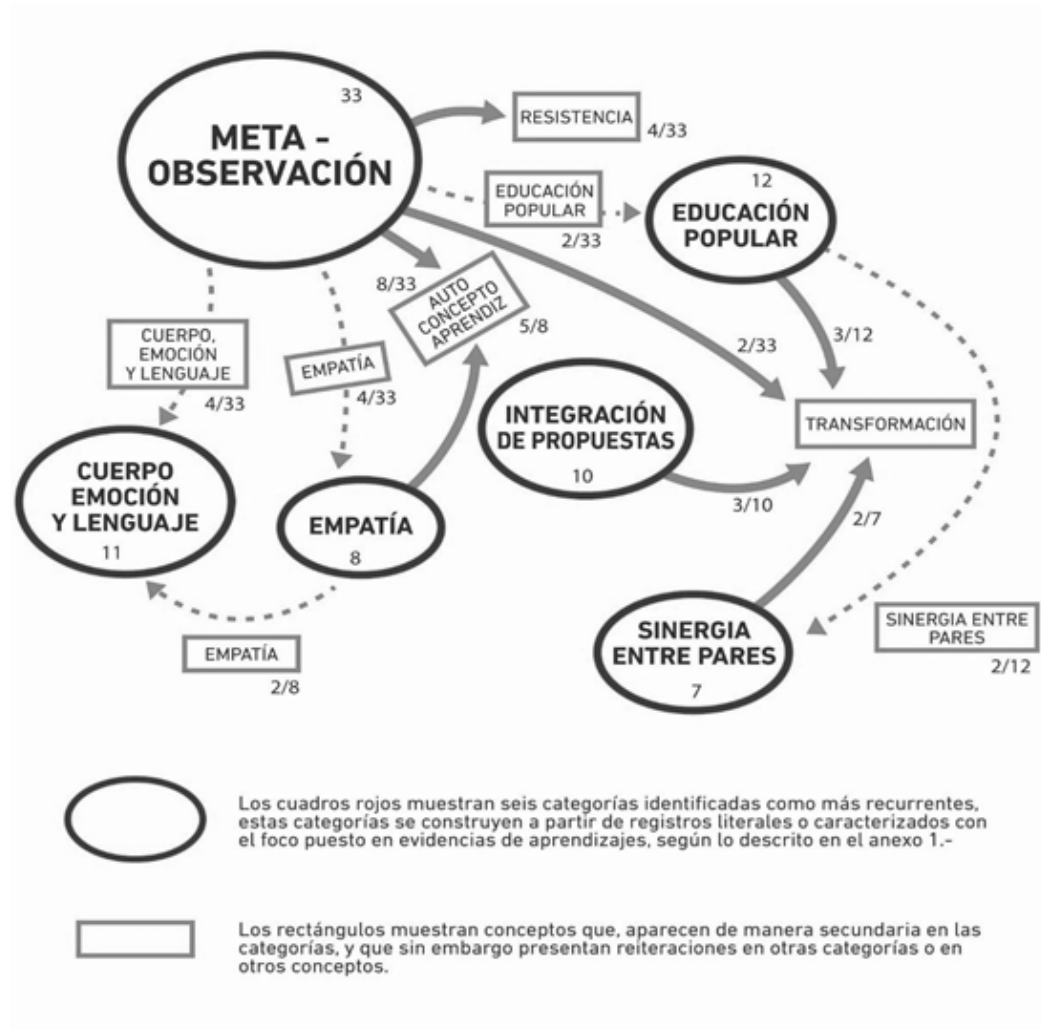 33
META -
OBSERVACIÓN
RESISTENCIA
4/33
EDUCACIÓN
POPULAR
2/33
12
EDUCACIÓN
POPULAR
8/33
AUTO
CONCEPTO
APRENDIZ
5/8
CUERPO,
EMOCIÓN
Y LENGUAJE
4/33
EMPATÍA
4/33
2/33
3/12
INTEGRACIÓN
DE PROPUESTAS
10
TRANSFORMACIÓN
3/10
2/7
CUERPO
EMOCIÓN
Y LENGUAJE
11
EMPATÍA
8
EMPATÍA
2/8
SINERGIA
ENTRE PARES
7
SINERGIA ENTRE
PARES
2/12
Los cuadros rojos muestran seis categorías identificadas como más recurrentes,
estas categorías se construyen a partir de registros literales o caracterizados con
el foco puesto en evidencias de aprendizajes, según lo descrito en el anexo 1.-
Los rectángulos muestran conceptos que, aparecen de manera secundaria en las
categorías, y que sin embargo presentan reiteraciones en otras categorías o en
otros conceptos.